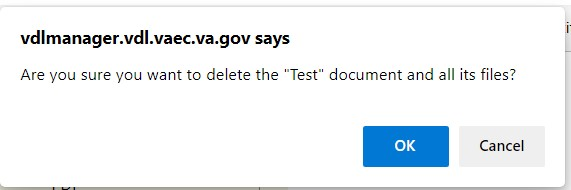 vdlmanager.vdl.vaec.va.gov says
Are you sure you want to delete the "Test" document and all its files?
OK Cancel